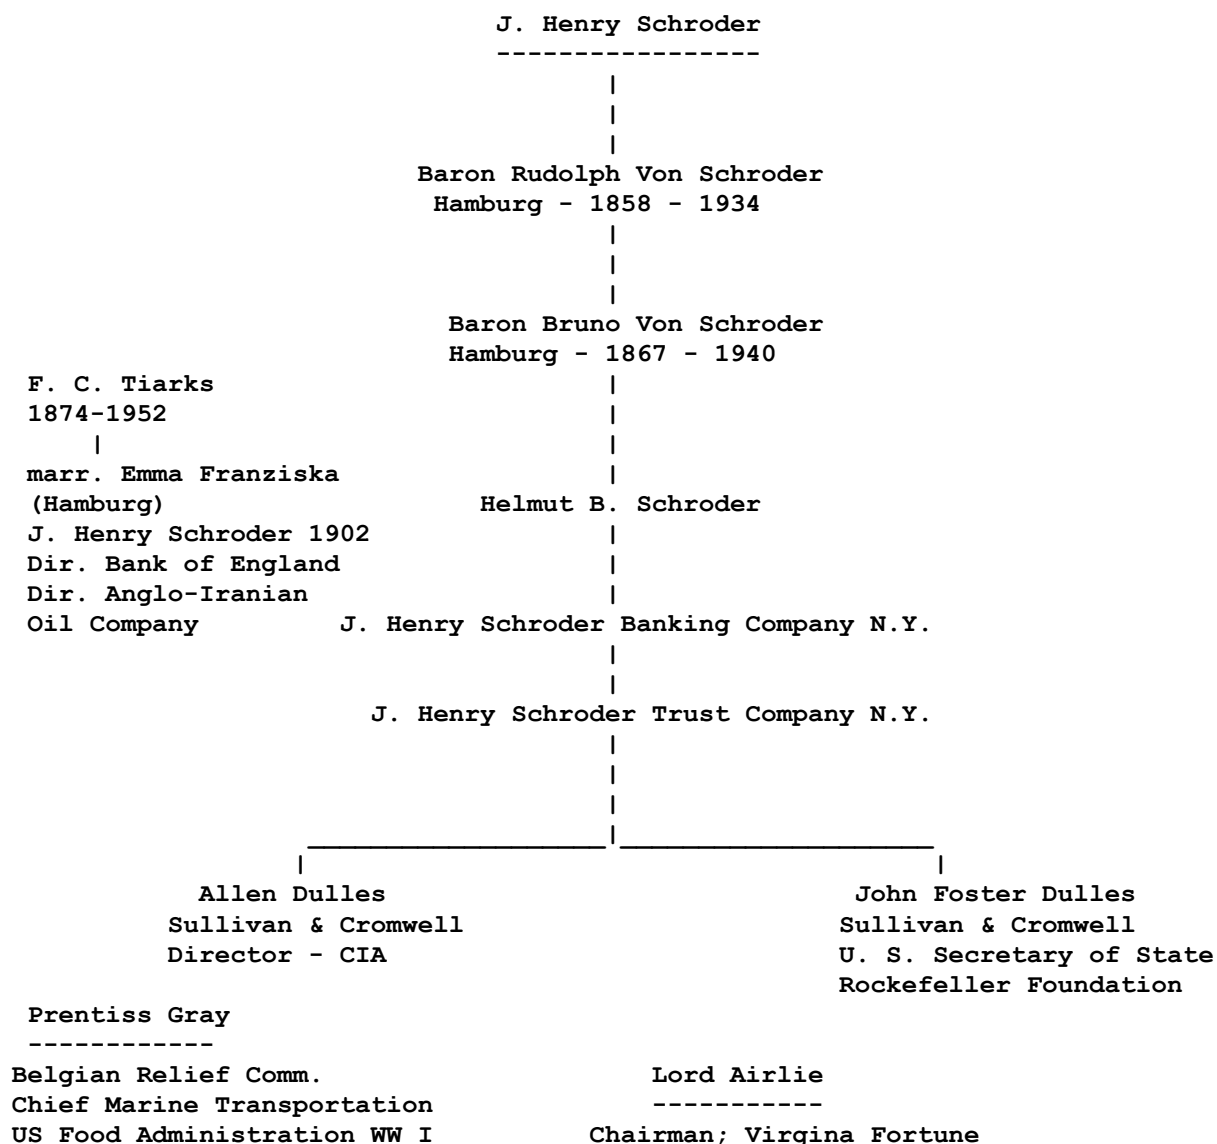 J. Henry Schroder
-----------------
|
|
|
Baron Rudolph Von Schroder
Hamburg - 1858 - 1934
|
|
|
Baron Bruno Von Schroder
Hamburg - 1867 - 1940
F. C. Tiarks |
1874-1952 |
| |
marr. Emma Franziska |
(Hamburg) Helmut B. Schroder
J. Henry Schroder 1902 |
Dir. Bank of England |
Dir. Anglo-Iranian |
Oil Company J. Henry Schroder Banking Company N.Y.
|
|
J. Henry Schroder Trust Company N.Y.
|
|
|
___________________|____________________
| |
Allen Dulles John Foster Dulles
Sullivan & Cromwell Sullivan & Cromwell
Director - CIA U. S. Secretary of State
Rockefeller Foundation
Prentiss Gray
------------
Belgian Relief Comm. Lord Airlie
Chief Marine Transportation -----------
US Food Administration WW I Chairman; Virgina Fortune